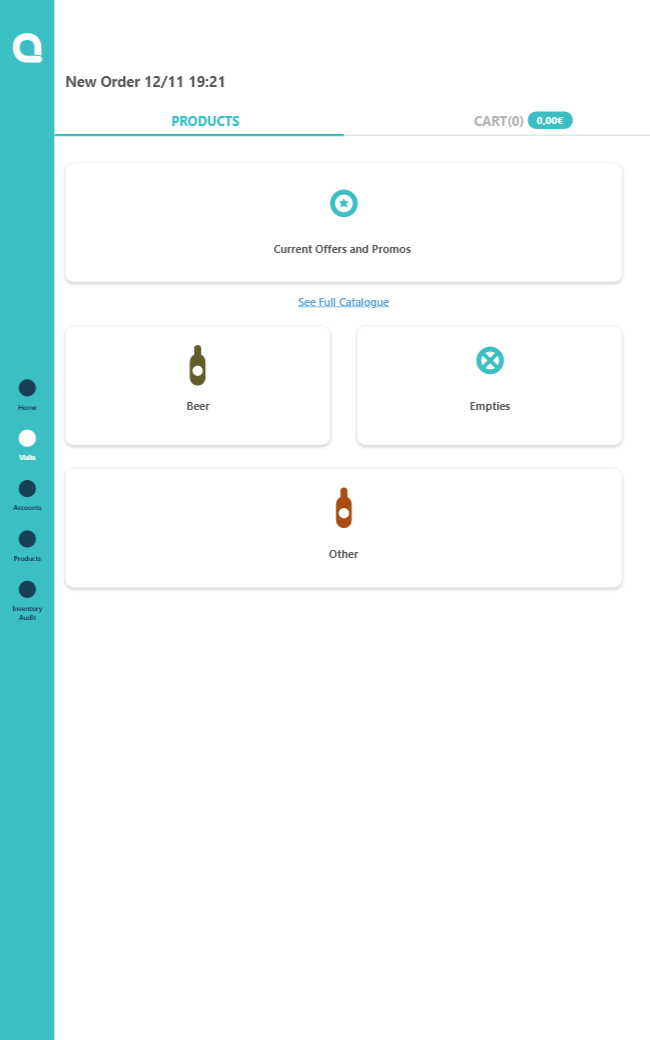 New Order 12/11 19:21
PRODUCTS
CART(0) 0,00€
Current Offers and Promos
See Full Catalogue
Beer
Empties
Other
Home
Visits
Accounts
Products
Inventory
Audit